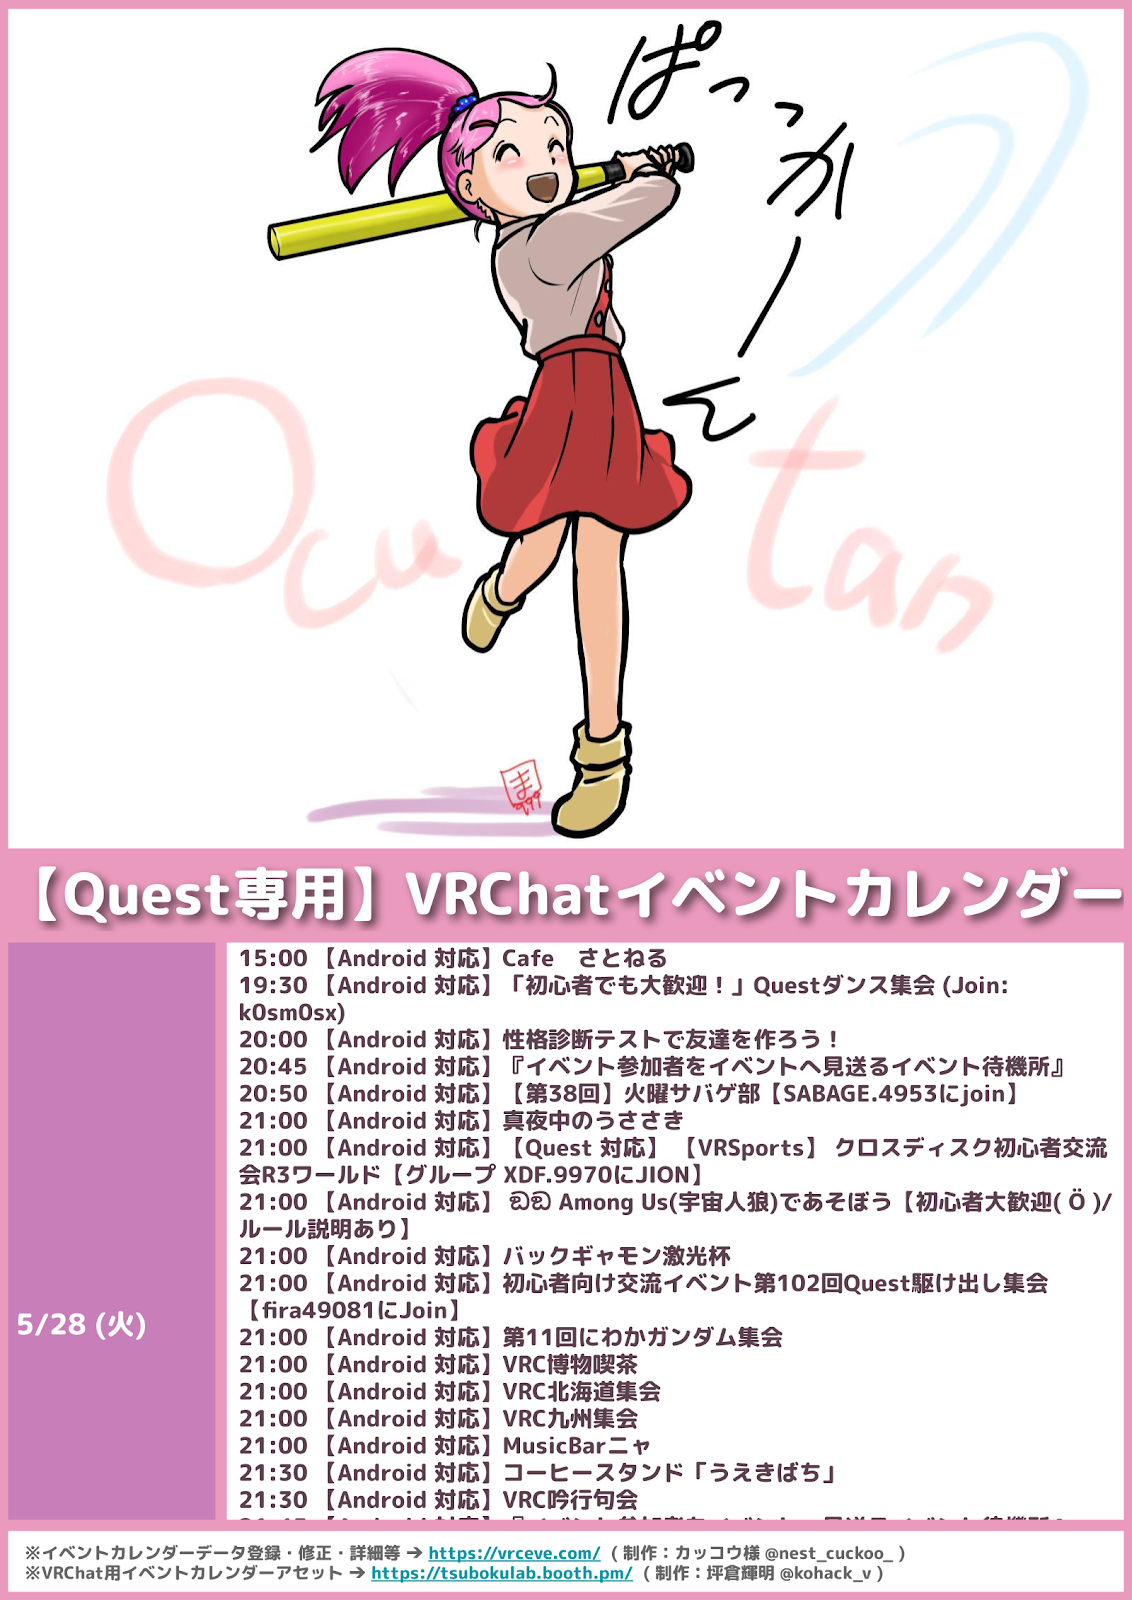 ぱっっかーん
Ocu tan
ま
999
【Quest専用】VRChatイベントカレンダー
5/28 (火)
15:00 【Android 対応】Cafe　さとねる
19:30 【Android 対応】「初心者でも大歓迎！」Questダンス集会 (Join:
k0sm0sx)
20:00 【Android 対応】性格診断テストで友達を作ろう！
20:45 【Android 対応】『イベント参加者をイベントへ見送るイベント待機所』
20:50 【Android 対応】【第38回】火曜サバゲ部【SABAGE.4953にjoin】
21:00 【Android 対応】真夜中のうささき
21:00 【Android 対応】【Quest 対応】 【VRSports】 クロスディスク初心者交流
会R3ワールド【グループ XDF.9970にJION】
21:00 【Android 対応】 ඞඞ Among Us(宇宙人狼)であそぼう【初心者大歓迎( Ö )/
ルール説明あり】
21:00 【Android 対応】バックギャモン激光杯
21:00 【Android 対応】初心者向け交流イベント第102回Quest駆け出し集会
【fira49081にJoin】
21:00 【Android 対応】第11回にわかガンダム集会
21:00 【Android 対応】VRC博物喫茶
21:00 【Android 対応】VRC北海道集会
21:00 【Android 対応】VRC九州集会
21:00 【Android 対応】MusicBarニャ
21:30 【Android 対応】コーヒースタンド「うえきばち」
21:30 【Android 対応】VRC吟行句会
※イベントカレンダーデータ登録・修正・詳細等 ➔ https://vrceve.com/ ( 制作：カッコウ様 @nest_cuckoo_ )
※VRChat用イベントカレンダーアセット ➔ https://tsubokulab.booth.pm/ ( 制作：坪倉輝明 @kohack_v )